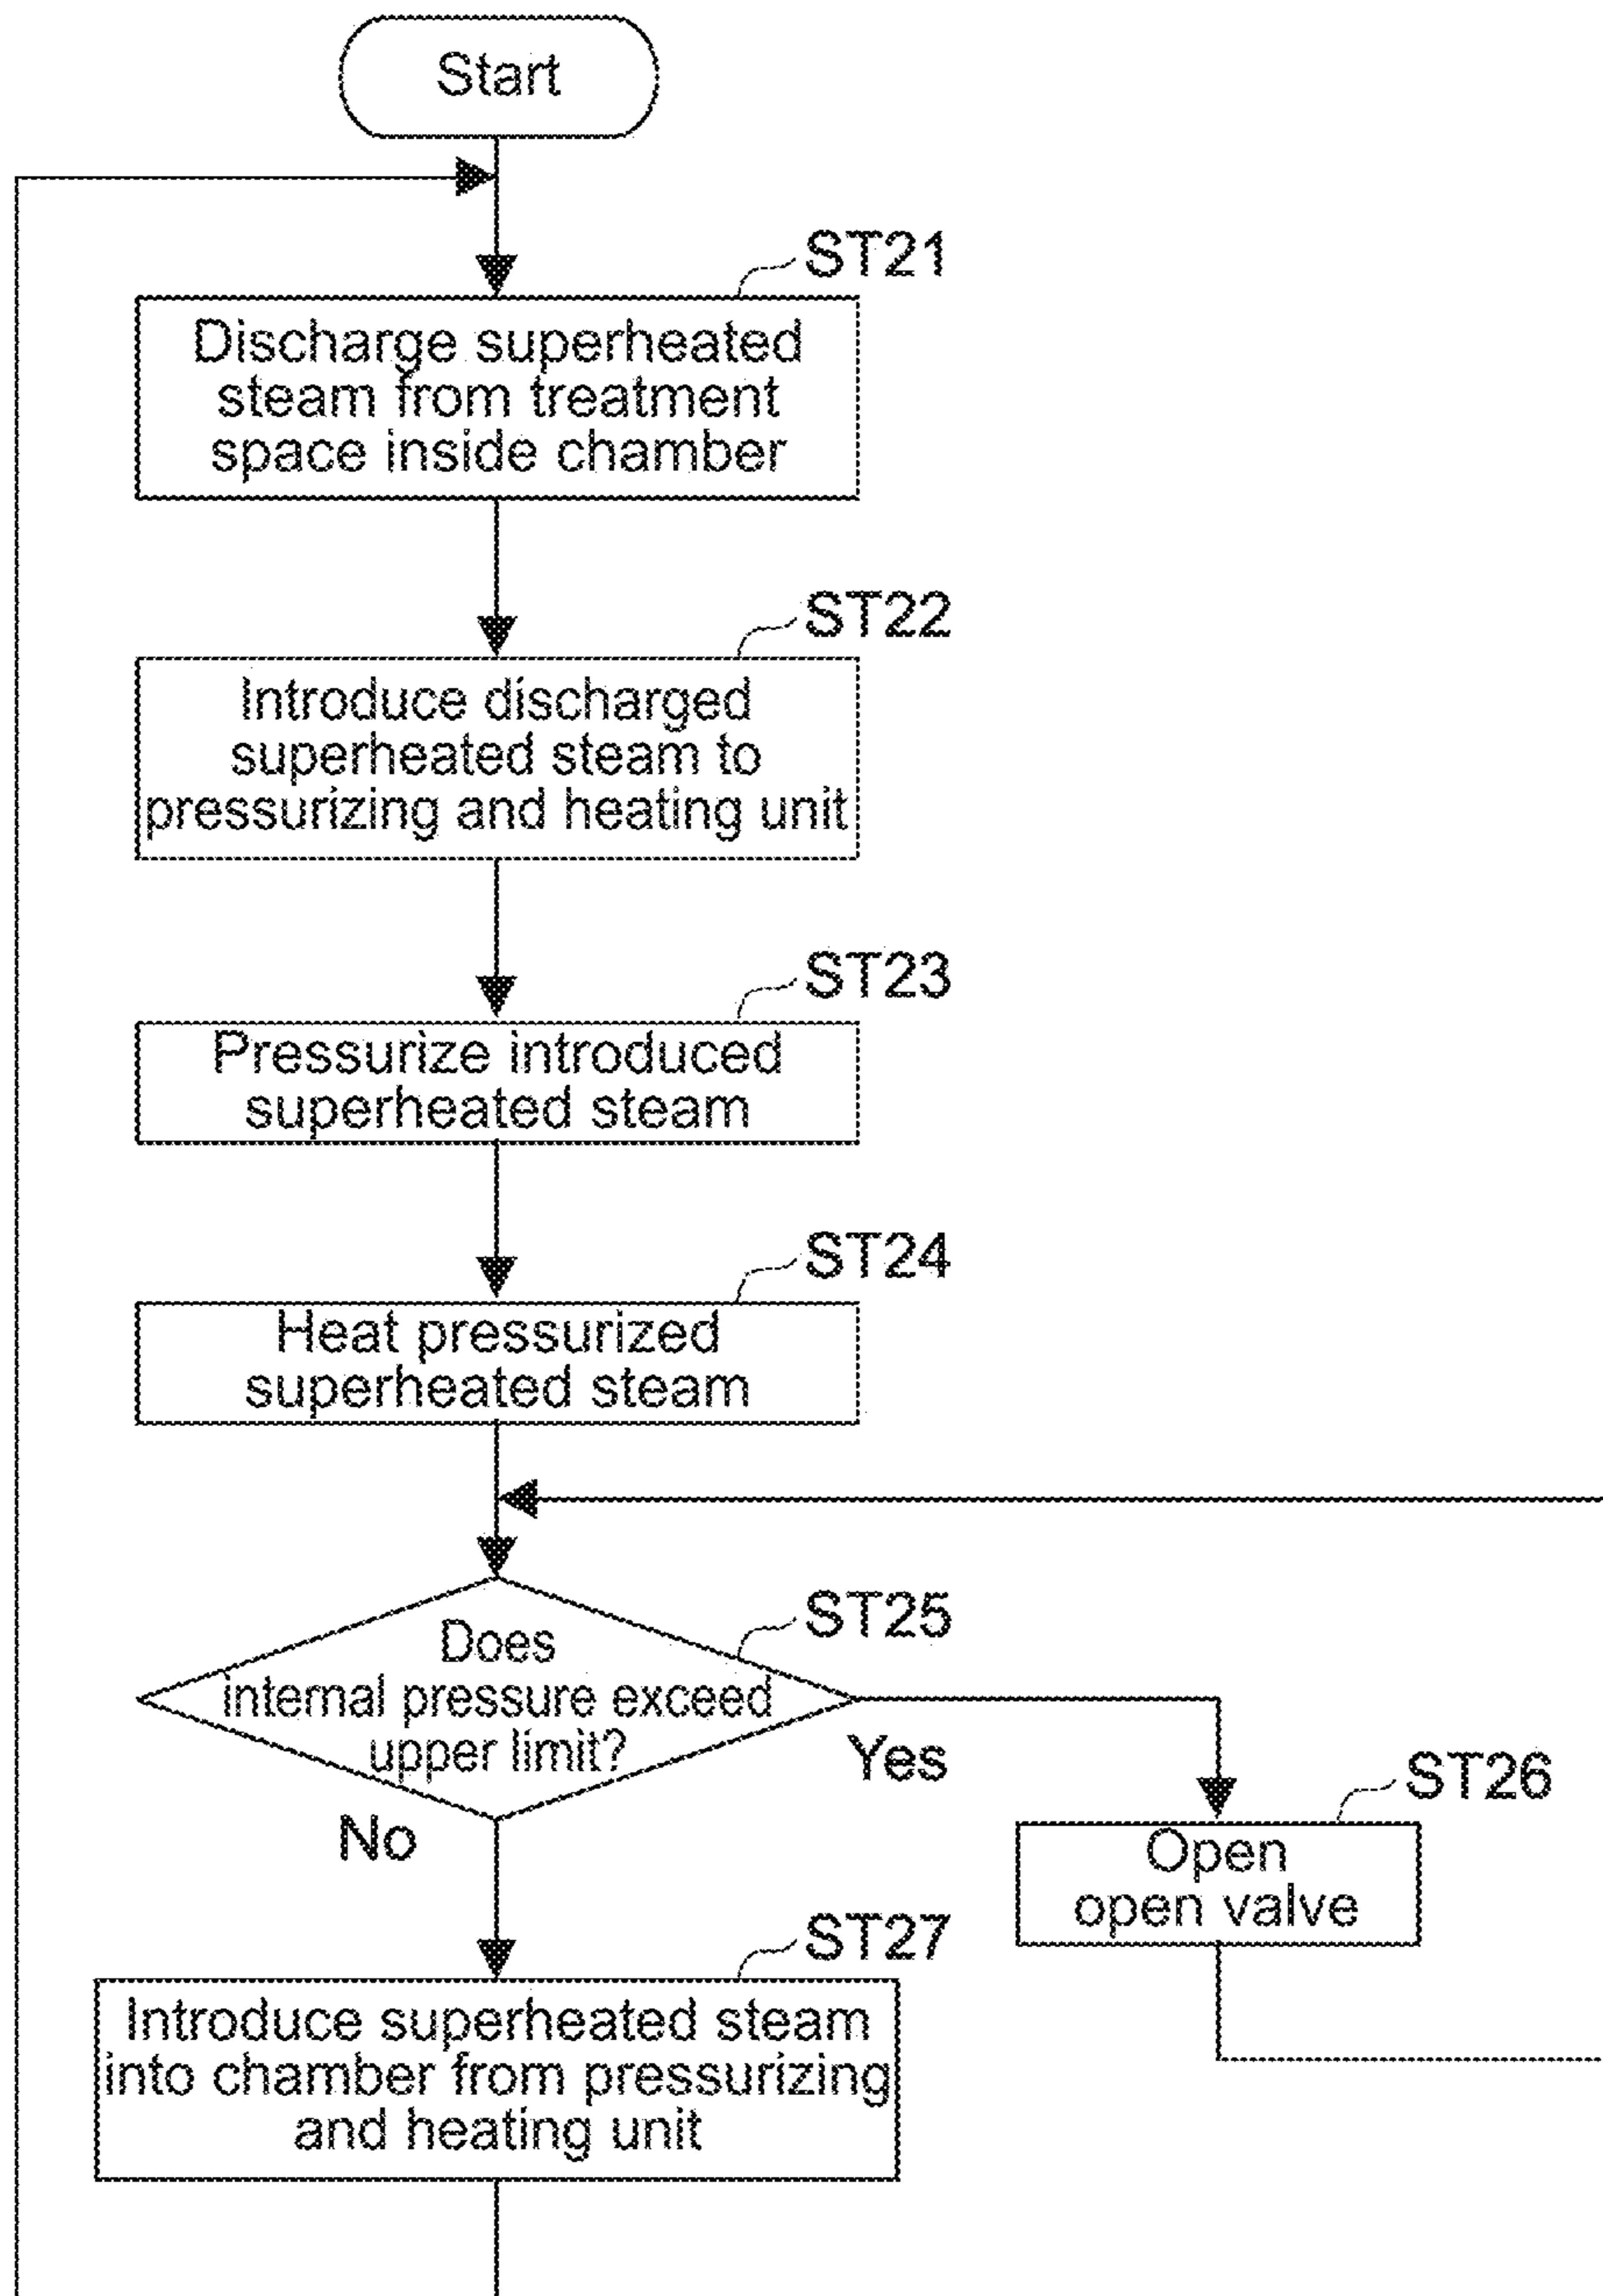 Start
ST21
Discharge superheated
steam from treatment
space inside chamber
ST22
Introduce discharged
superheated steam to
pressurizing and heating unit
ST23
Pressurize introduced
superheated steam
ST24
Heat pressurized
superheated steam
ST25
Does
internal pressure exceed
upper limit?
Yes
No
ST26
Open
open valve
ST27
Introduce superheated steam
into chamber from pressurizing
and heating unit